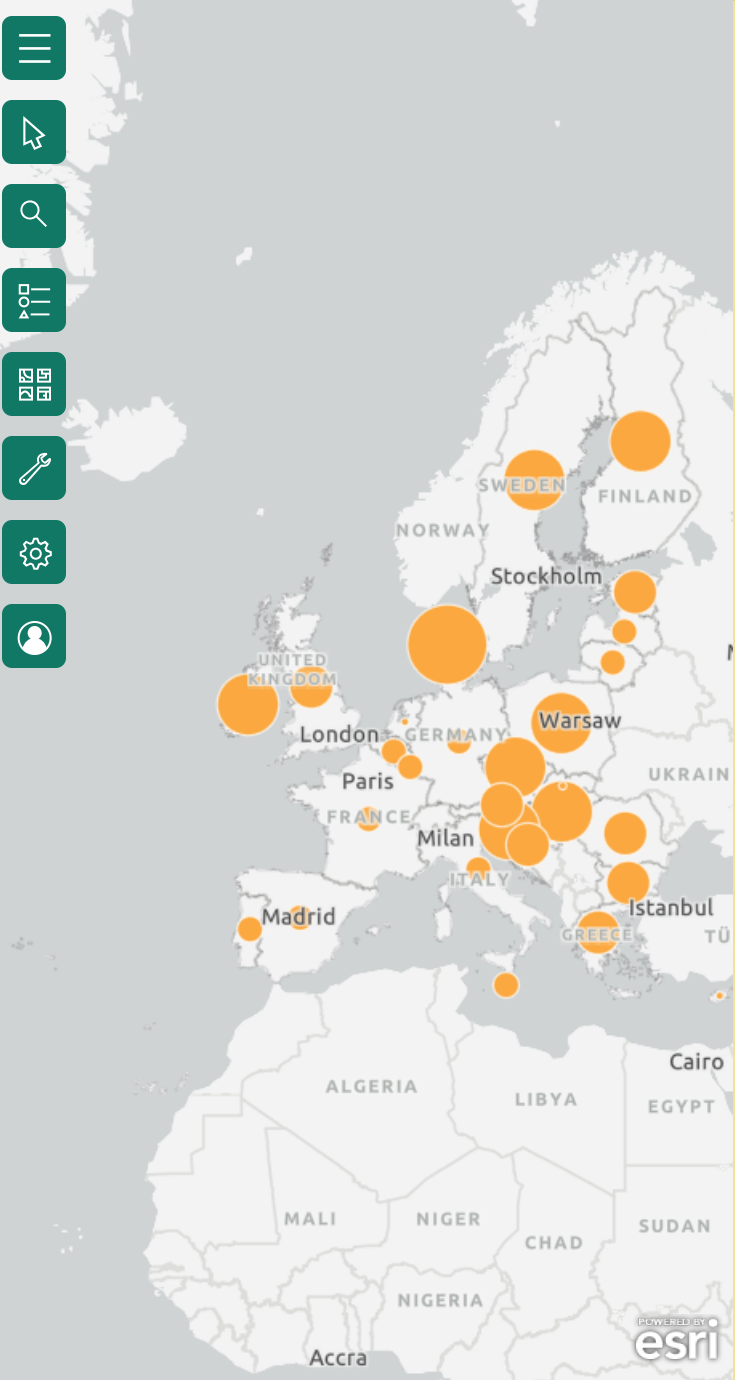 SWEDEN
FINLAND
NORWAY
Stockholm
UNITED
KINGDOM
Warsaw
London
GERMANY
UKRAIN
Paris
FRANCE
Milan
ITALY
Istanbul
Madrid
GREECE
TÜ
Cairo
ALGERIA
LIBYA
EGYPT
MALI
NIGER
SUDAN
CHAD
NIGERIA
POWERED BY
esri
Accra